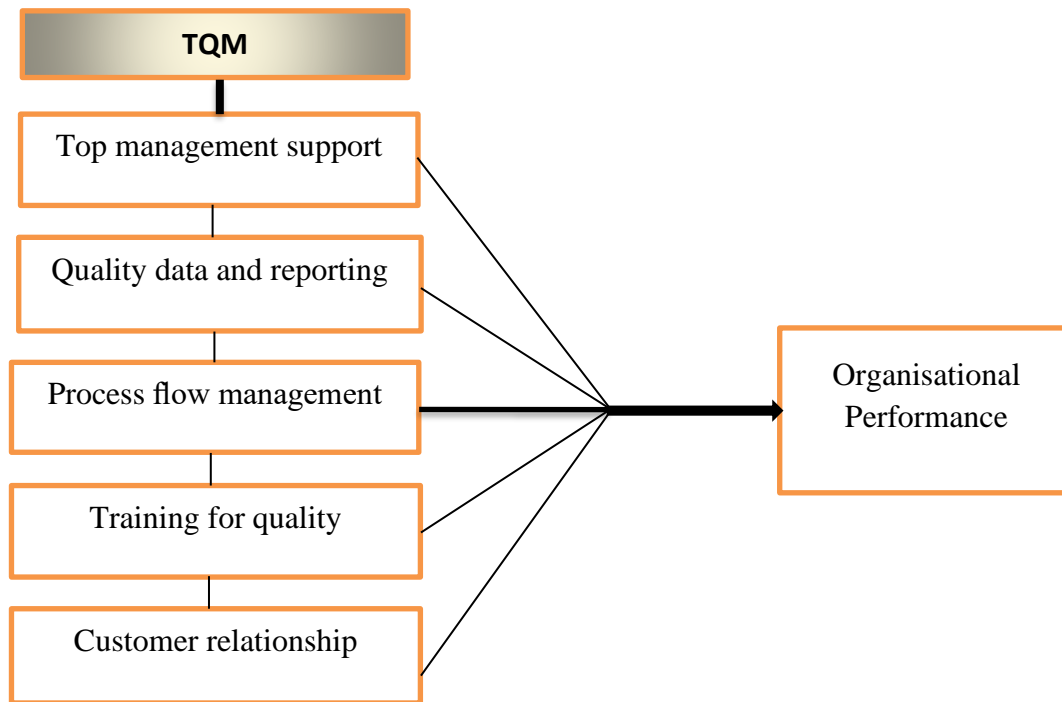 TQM
Top management support
Quality data and reporting
Process flow management
Training for quality
Customer relationship
Organisational
Performance